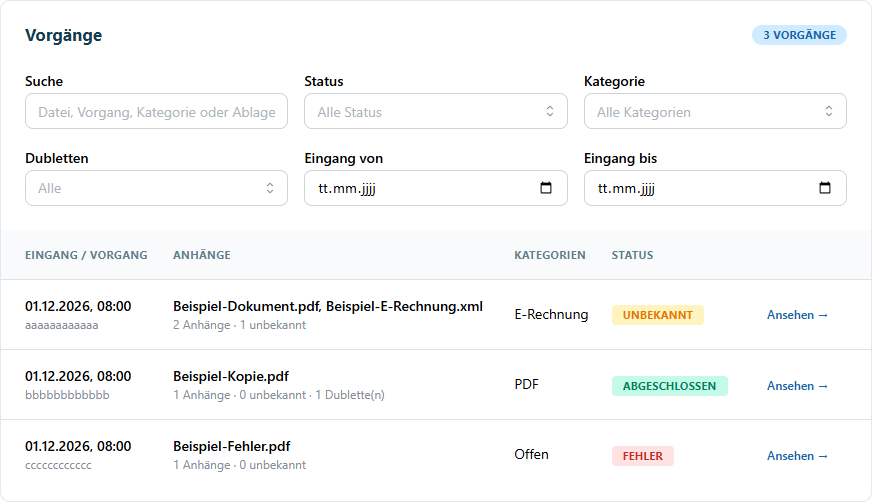 Vorgänge
3 VORGÄNGE
Suche
Status
Kategorie
Datei, Vorgang, Kategorie oder Ablage
Alle Status
Alle Kategorien
Dubletten
Eingang von
Eingang bis
Alle
tt.mm.jjjj
tt.mm.jjjj
EINGANG / VORGANG
ANHÄNGE
KATEGORIEN
STATUS
01.12.2026, 08:00
aaaaaaaaaaaa
Beispiel-Dokument.pdf, Beispiel-E-Rechnung.xml
2 Anhänge · 1 unbekannt
E-Rechnung
UNBEKANNT
Ansehen →
01.12.2026, 08:00
bbbbbbbbbbbb
Beispiel-Kopie.pdf
1 Anhänge · 0 unbekannt · 1 Dublette(n)
PDF
ABGESCHLOSSEN
Ansehen →
01.12.2026, 08:00
cccccccccccc
Beispiel-Fehler.pdf
1 Anhänge · 0 unbekannt
Offen
FEHLER
Ansehen →